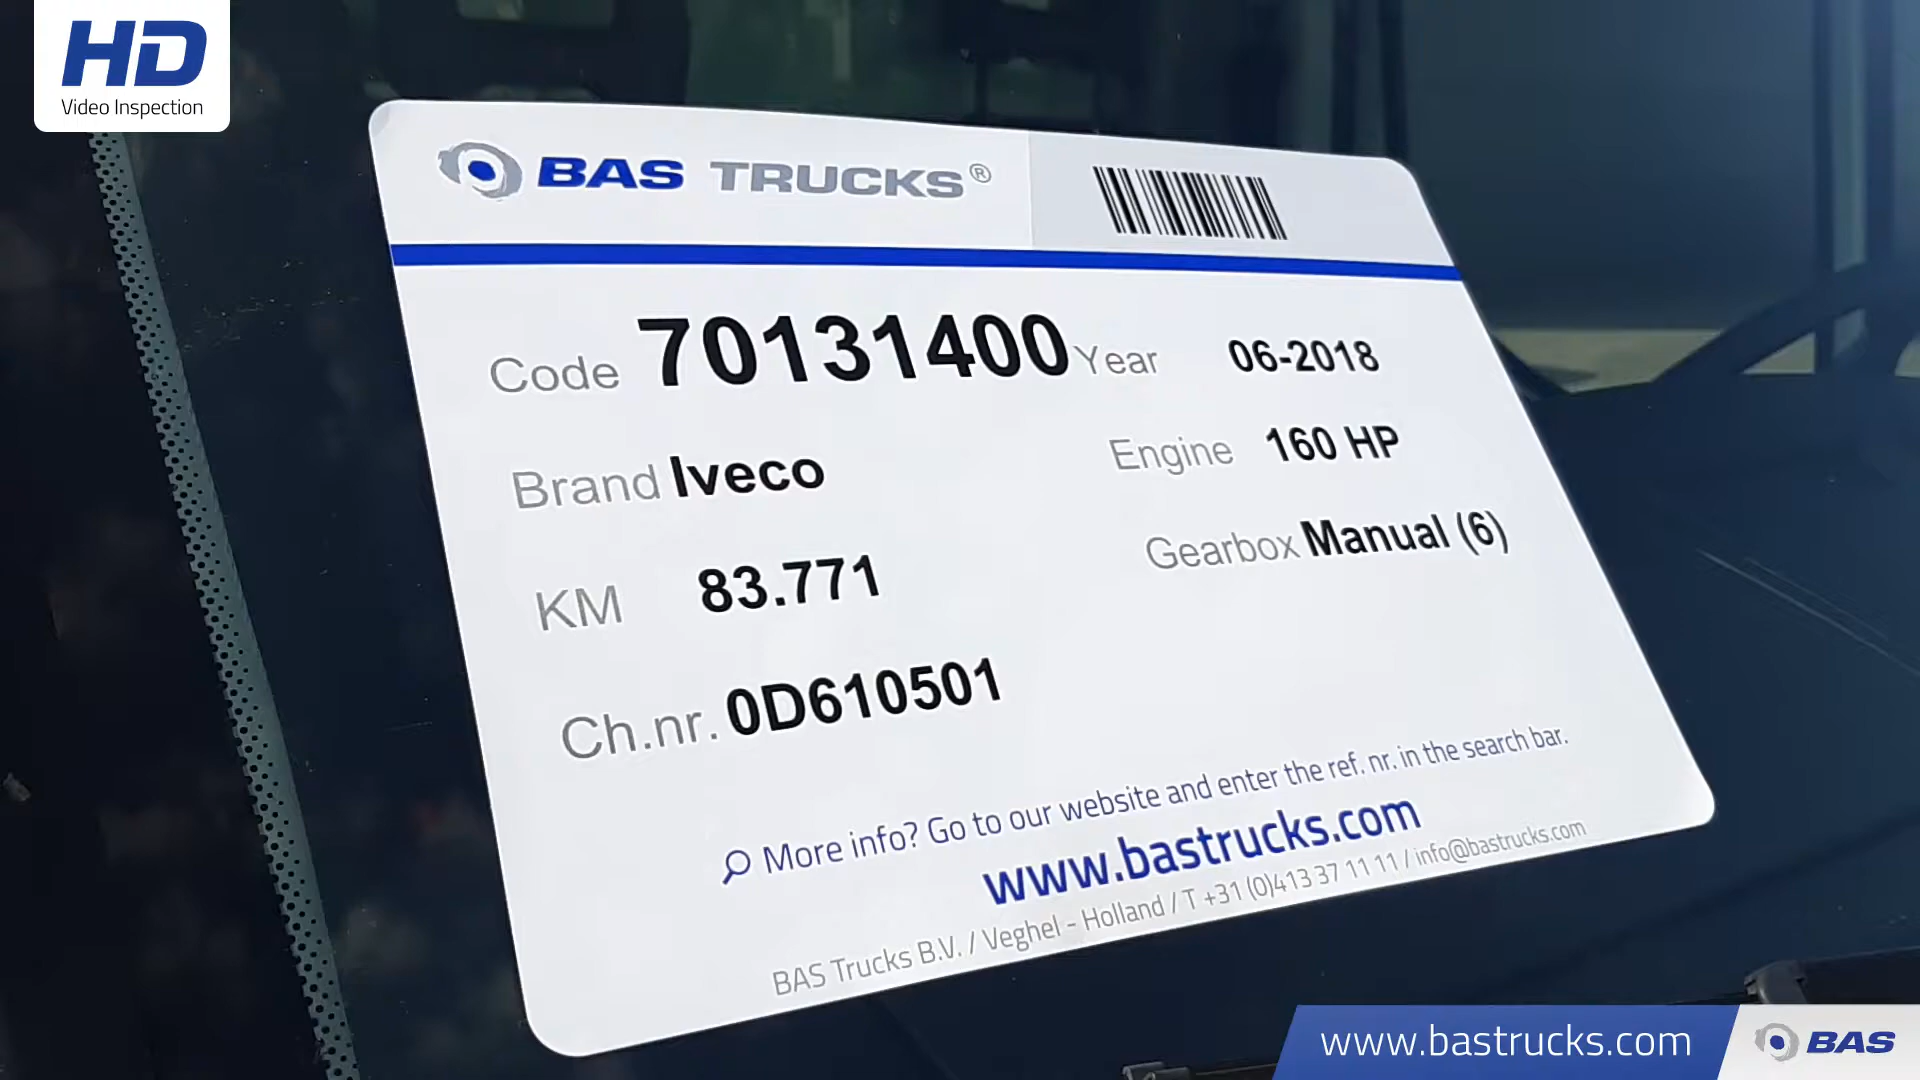 HD
Video Inspection
BAS TRUCKS®
Code 70131400 Year 06-2018
Brand Iveco Engine 160 HP
KM 83.771 Gearbox Manual (6)
Ch.nr. 0D610501
More info? Go to our website and enter the ref. nr. in the search bar.
www.bastrucks.com
BAS Trucks B.V. / Veghel - Holland / T +31 (0)413 37 11 11 / info@bastrucks.com
www.bastrucks.com BAS